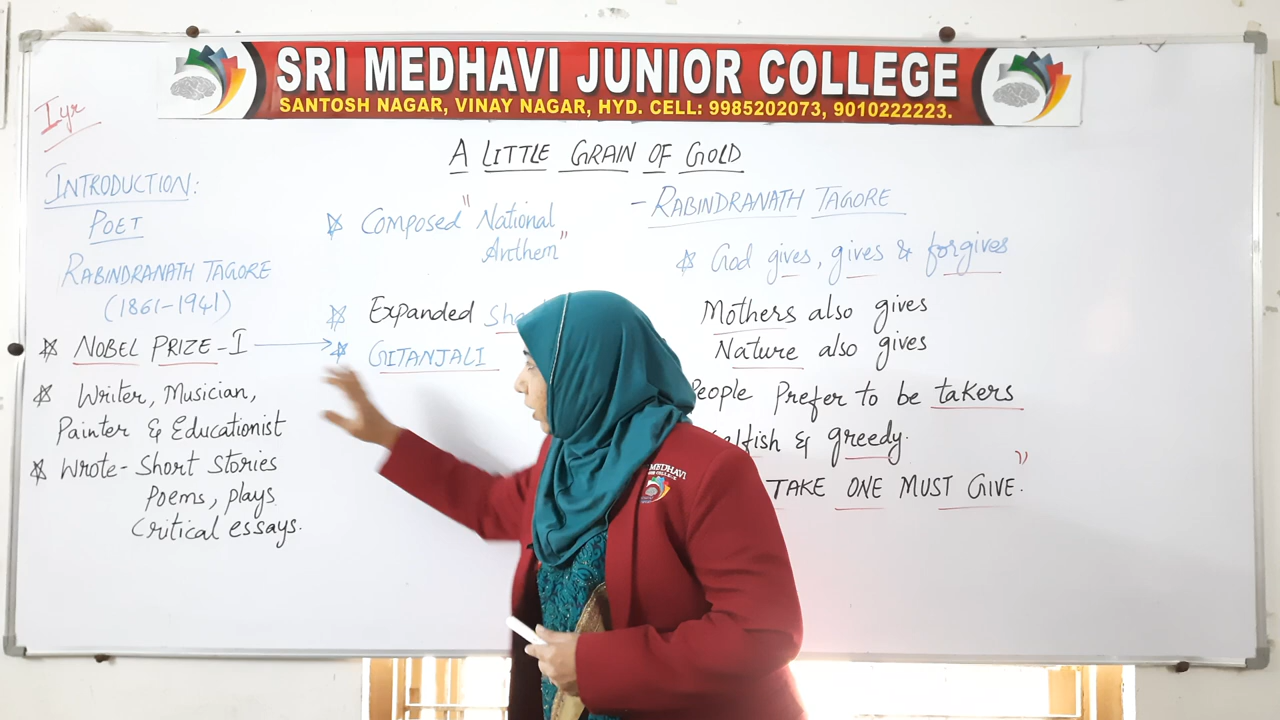 SRI MEDHAVI JUNIOR COLLEGE
SANTOSH NAGAR, VINAY NAGAR, HYD. CELL: 9985202073, 9010222223.
I yr
A LITTLE GRAIN OF GOLD
- RABINDRANATH TAGORE
INTRODUCTION:
POET
RABINDRANATH TAGORE
(1861-1941)
NOBEL PRIZE - I
Writer, Musician,
Painter & Educationist
Wrote - Short Stories
Poems, plays
Critical essays.
Composed "National
Anthem"
Expanded
GITANJALI
God gives, gives & forgives
Mothers also gives
Nature also gives
People Prefer to be takers
& greedy.
TAKE ONE MUST GIVE."
MEDHAVI